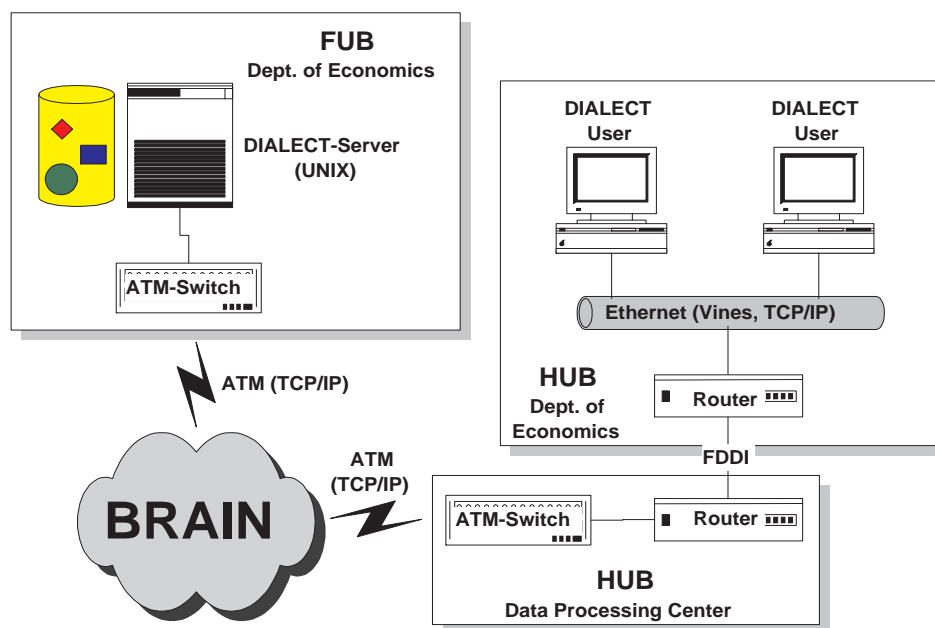 FUB
Dept. of Economics
DIALECT-Server
(UNIX)
ATM-Switch
DIALECT
User
DIALECT
User
Ethernet (Vines, TCP/IP)
HUB
Dept. of
Economics
Router
FDDI
ATM (TCP/IP)
ATM
(TCP/IP)
BRAIN
ATM-Switch
Router
HUB
Data Processing Center